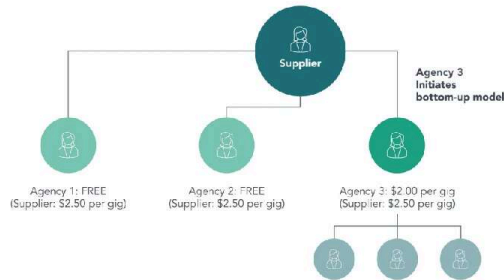 Supplier
Agency 3
Initiates
bottom-up model
Agency 1: FREE
(Supplier: $2.50 per gig)
Agency 2: FREE
(Supplier: $2.50 per gig)
Agency 3: $2.00 per gig
(Supplier: $2.50 per gig)